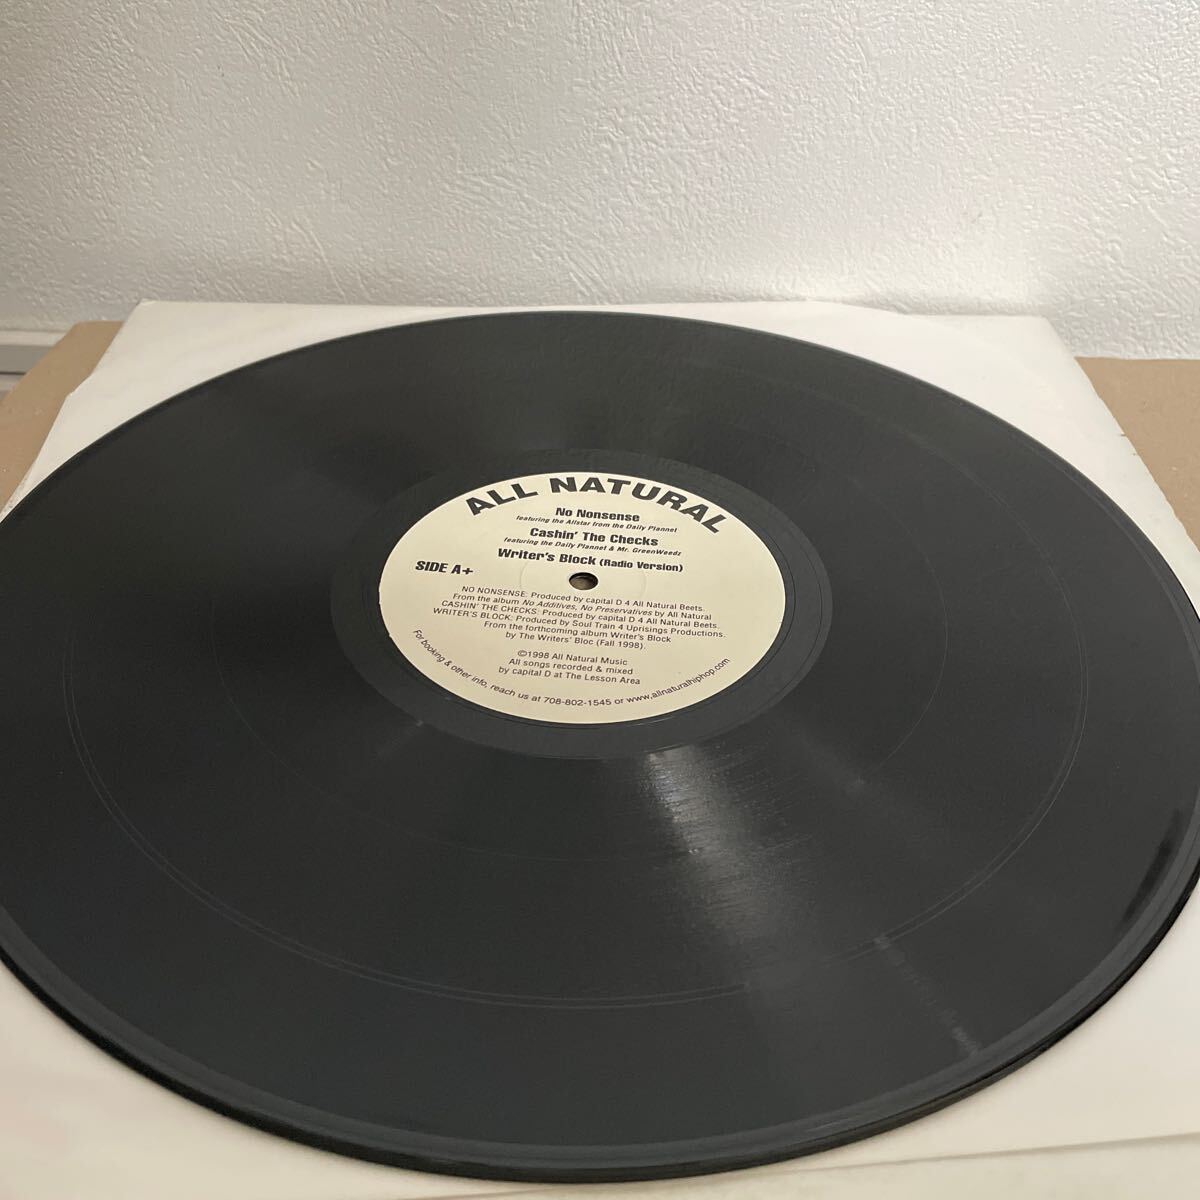 ALL NATURAL
No Nonsense
featuring the Allstar from the Daily Plannet
Cashin' The Checks
featuring the Daily Plannet & Mr. GreenWeedz
Writer's Block (Radio Version)
SIDE A+
NO NONSENSE: Produced by capital D 4 All Natural Beets.
From the album No Additives, No Preservatives by All Natural
CASHIN' THE CHECKS: Produced by capital D 4 All Natural Beets.
WRITER'S BLOCK: Produced by Soul Train 4 Uprisings Productions.
From the forthcoming album Writer's Block
by The Writers' Bloc (Fall 1998).
©1998 All Natural Music
All songs recorded & mixed
by capital D at The Lesson Area
For booking & other info, reach us at 708-802-1545 or www.allnaturalhiphop.com